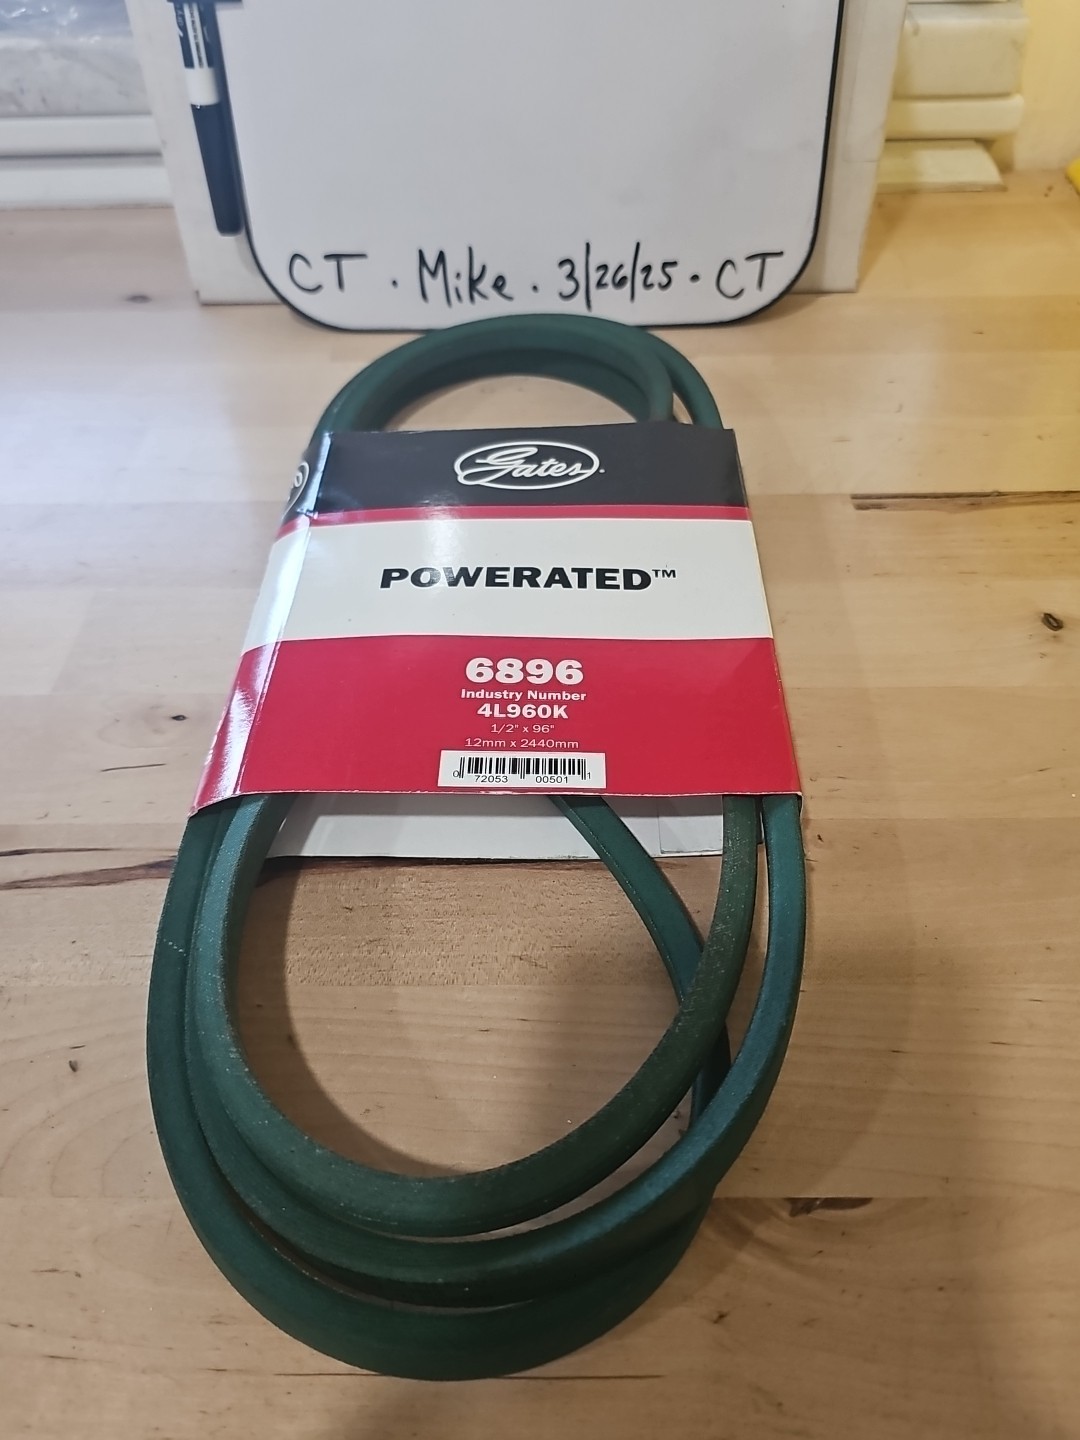 CT . Mike . 3/26/25 . CT
Gates
POWERATED™
6896
Industry Number
4L960K
1/2" x 96"
12mm x 2440mm
0 72053 00501 1